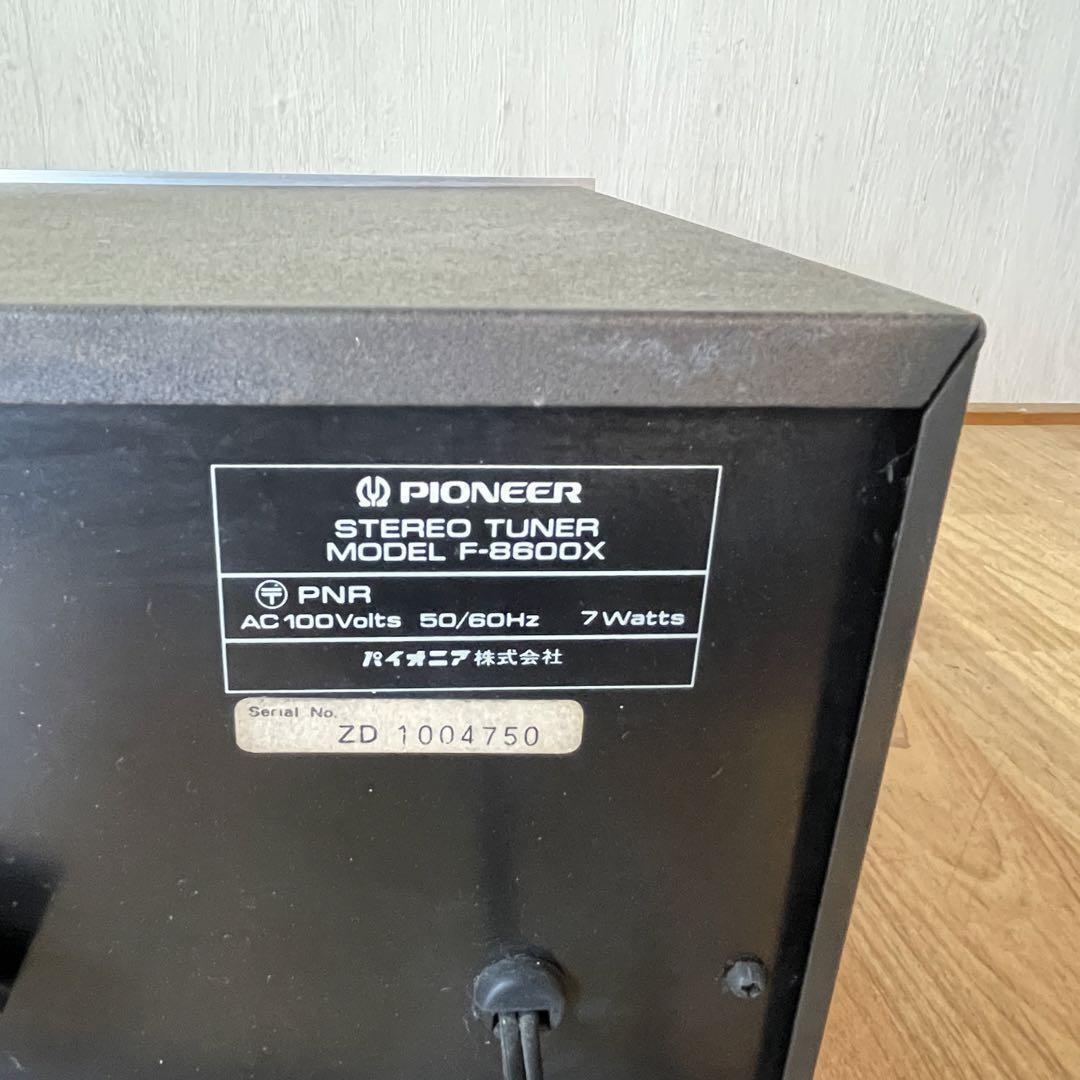 PIONEER
STEREO TUNER
MODEL F-8600X
〒 PNR
AC 100Volts 50/60Hz 7 Watts
パイオニア株式会社
Serial No.
ZD 1004750